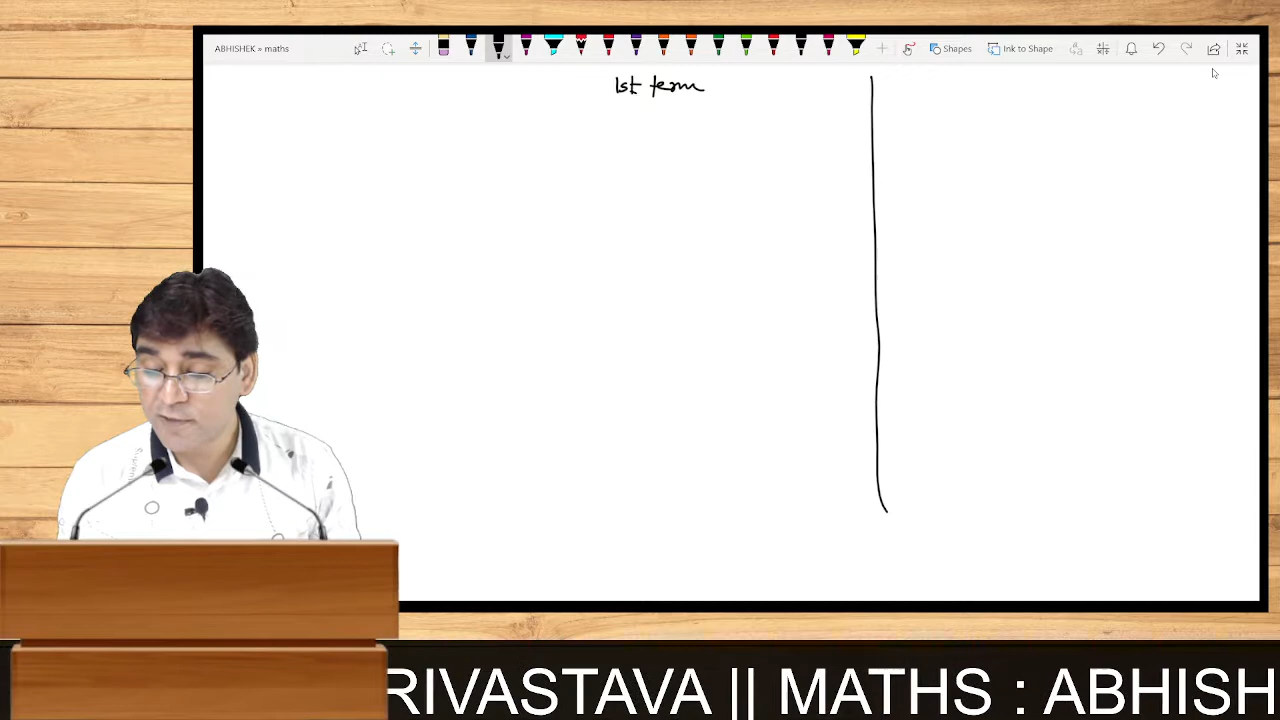 ABHISHEK » maths
Shapes
Ink to Shape
1st term
RIVASTAVA || MATHS : ABHISH